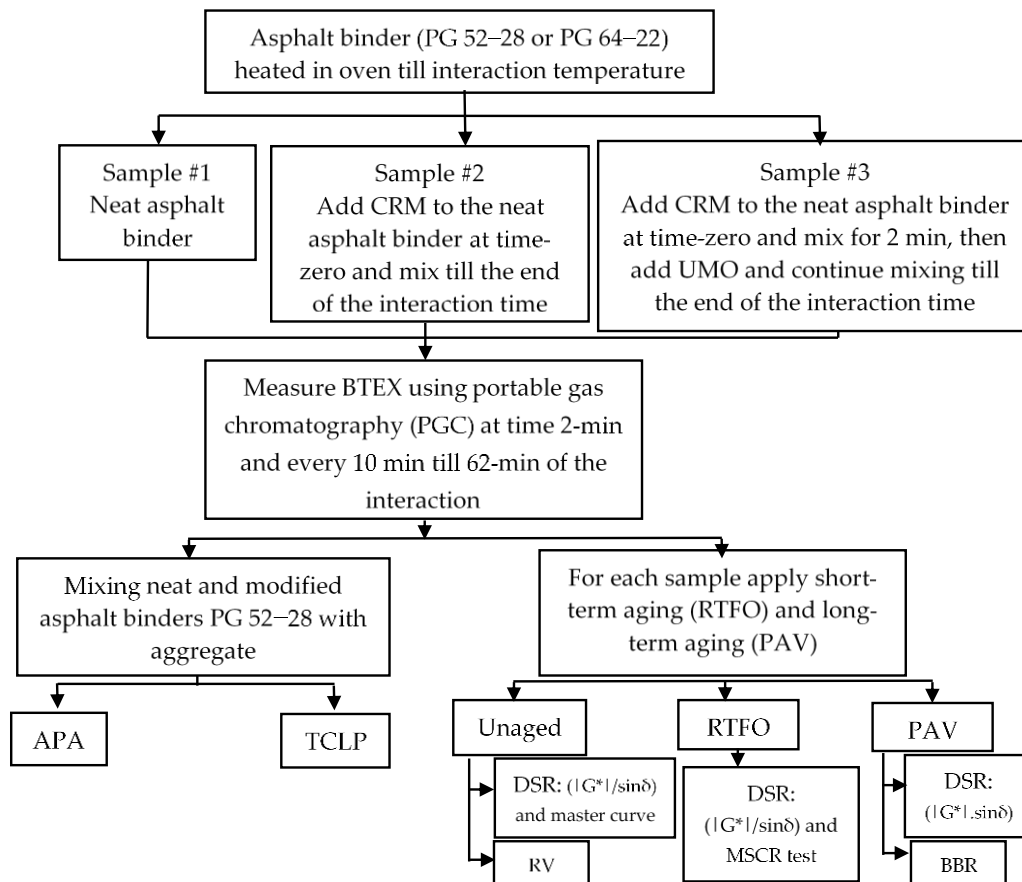 Asphalt binder (PG 52–28 or PG 64–22)
heated in oven till interaction temperature
Sample #1
Neat asphalt
binder
Sample #2
Add CRM to the neat
asphalt binder at time-
zero and mix till the end
of the interaction time
Sample #3
Add CRM to the neat asphalt binder
at time-zero and mix for 2 min, then
add UMO and continue mixing till
the end of the interaction time
Measure BTEX using portable gas
chromatography (PGC) at time 2-min
and every 10 min till 62-min of the
interaction
Mixing neat and modified
asphalt binders PG 52–28 with
aggregate
For each sample apply short-
term aging (RTFO) and long-
term aging (PAV)
APA
TCLP
Unaged
RTFO
PAV
DSR: (|G*|/sinδ)
and master curve
RV
DSR:
(|G*|/sinδ) and
MSCR test
DSR:
(|G*|.sinδ)
BBR